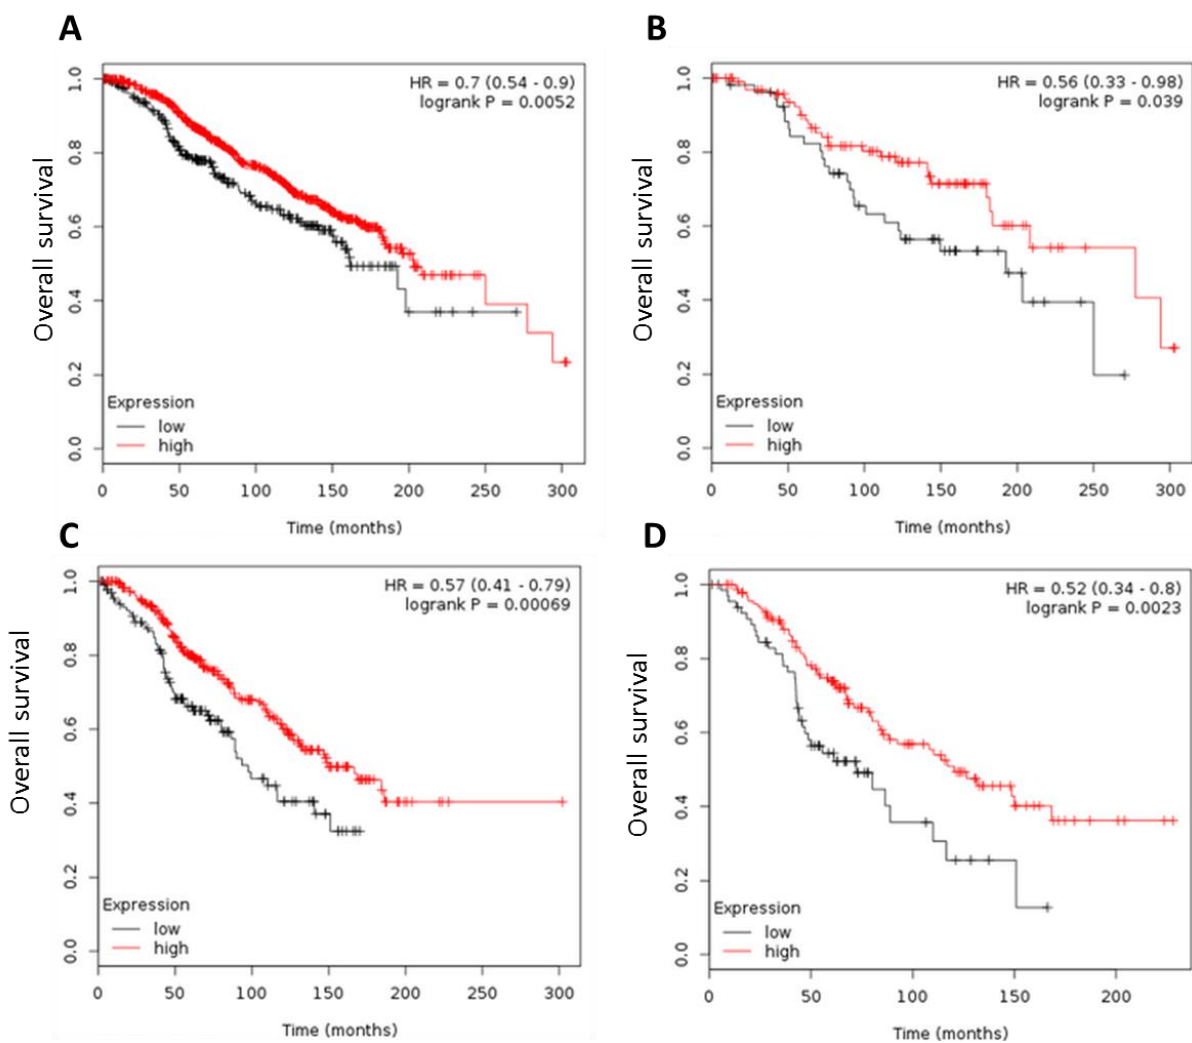 A
HR = 0.7 (0.54 - 0.9)
logrank P = 0.0052
Overall survival
1.0
0.8
0.6
0.4
0.2
0.0
Expression
low
high
0 50 100 150 200 250 300
Time (months)
B
HR = 0.56 (0.33 - 0.98)
logrank P = 0.039
Overall survival
1.0
0.8
0.6
0.4
0.2
0.0
Expression
low
high
0 50 100 150 200 250 300
Time (months)
C
HR = 0.57 (0.41 - 0.79)
logrank P = 0.00069
Overall survival
1.0
0.8
0.6
0.4
0.2
0.0
Expression
low
high
0 50 100 150 200 250 300
Time (months)
D
HR = 0.52 (0.34 - 0.8)
logrank P = 0.0023
Overall survival
1.0
0.8
0.6
0.4
0.2
0.0
Expression
low
high
0 50 100 150 200
Time (months)